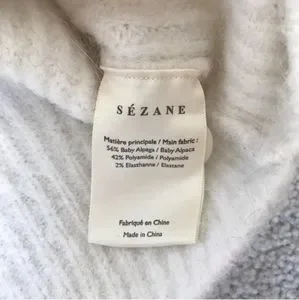 SÉZANE
Matière principale / Main fabric :
56% Baby Alpaga / Baby Alpaca
42% Polyamide / Polyamide
2% Elasthanne / Elastane
Fabriqué en Chine
Made in China